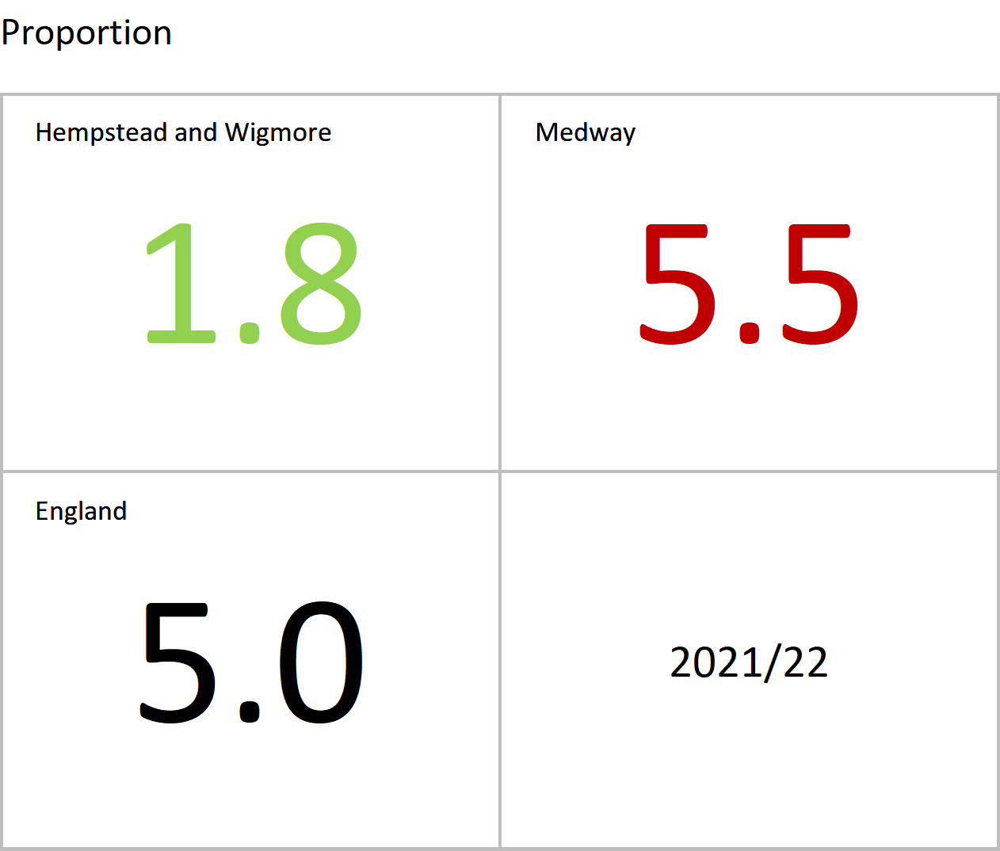 Proportion
Hempstead and Wigmore
1.8
Medway
5.5
England
5.0
2021/22